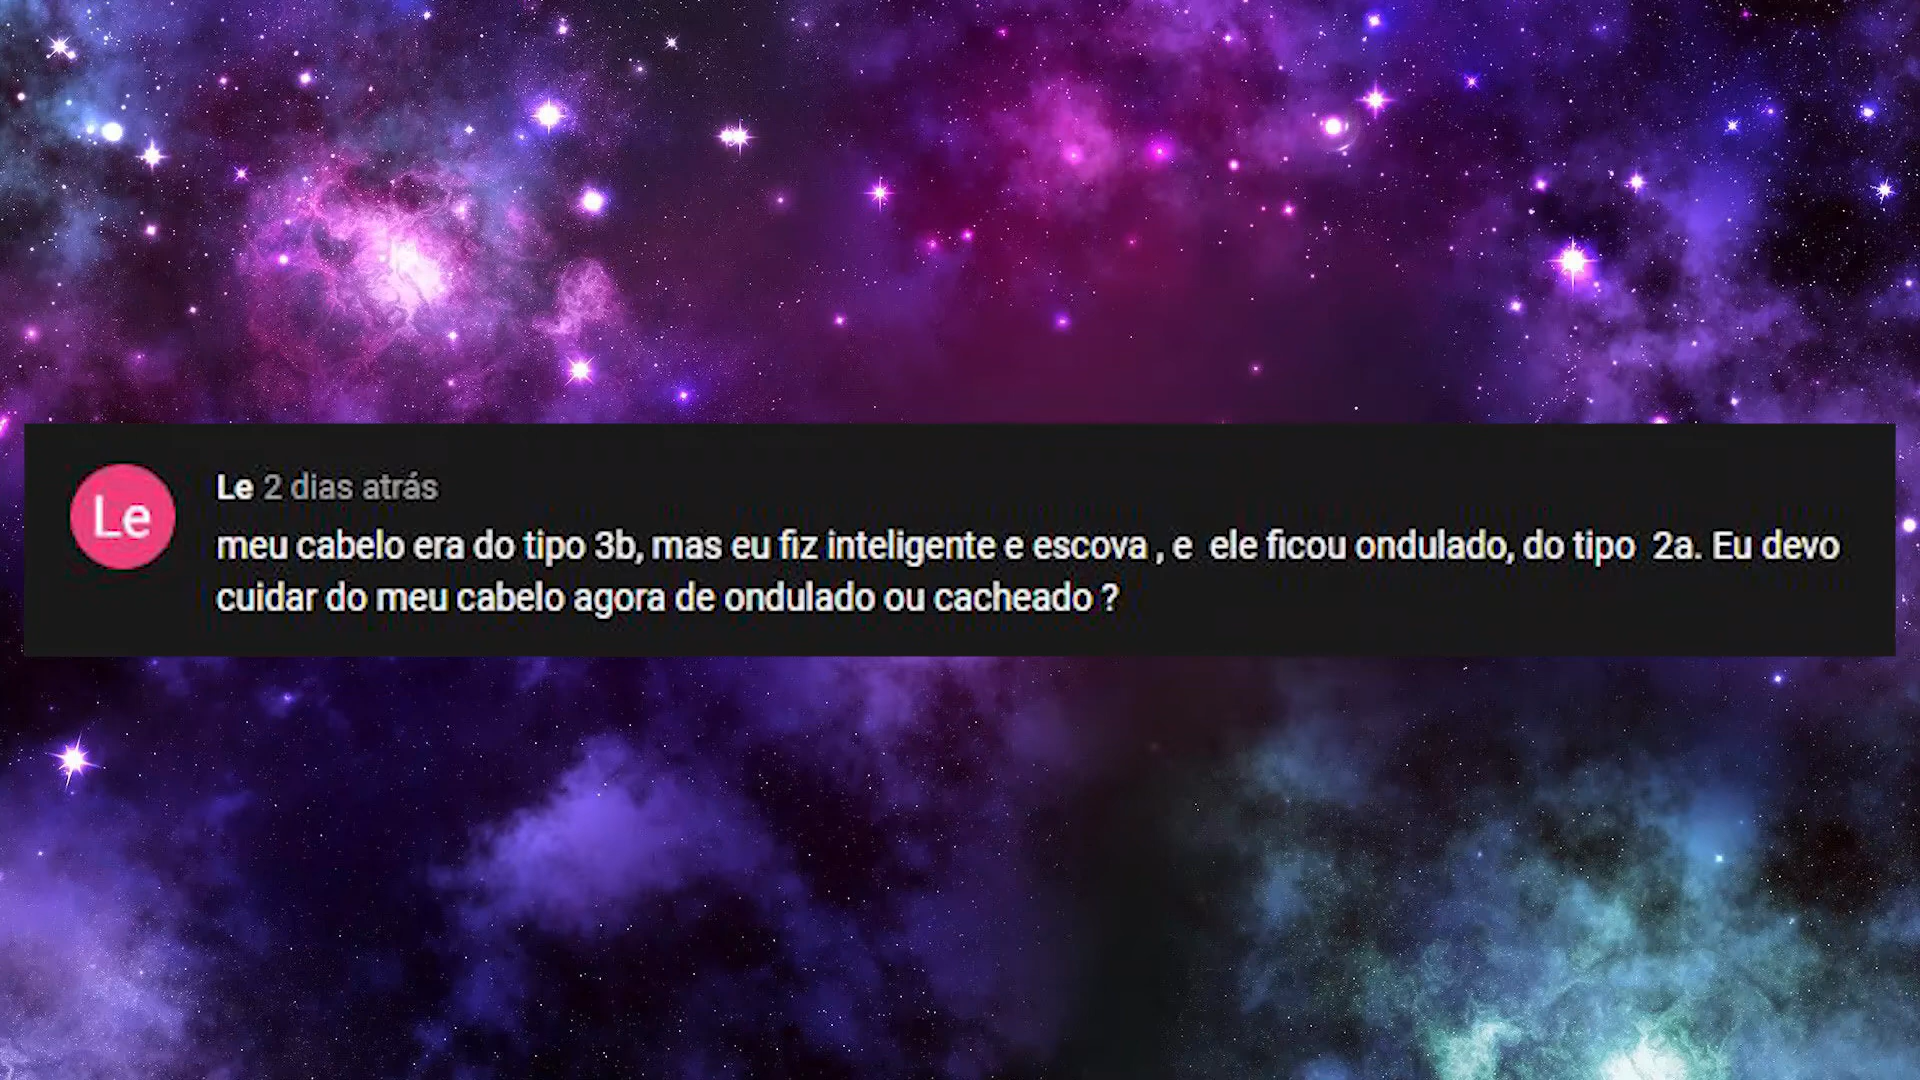 Le
Le 2 dias atrás
meu cabelo era do tipo 3b, mas eu fiz inteligente e escova , e  ele ficou ondulado, do tipo  2a. Eu devo
cuidar do meu cabelo agora de ondulado ou cacheado ?